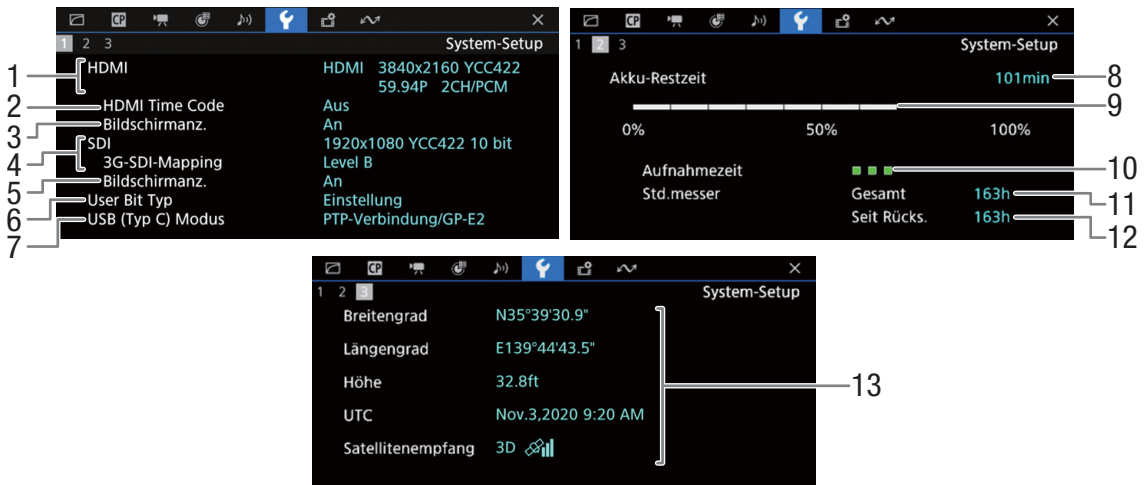 CP
1 2 3
System-Setup
1
HDMI
HDMI 3840x2160 YCC422
59.94P 2CH/PCM
2
HDMI Time Code
Aus
3
Bildschirmanz.
An
4
SDI
1920x1080 YCC422 10 bit
3G-SDI-Mapping
Level B
5
Bildschirmanz.
An
6
User Bit Typ
Einstellung
7
USB (Typ C) Modus
PTP-Verbindung/GP-E2
CP
1 2 3
System-Setup
Akku-Restzeit
101min
8
9
0% 50% 100%
Aufnahmezeit
10
Std.messer
Gesamt
163h
11
Seit Rücks.
163h
12
CP
1 2 3
System-Setup
Breitengrad
N35°39'30.9"
Längengrad
E139°44'43.5"
Höhe
32.8ft
UTC
Nov.3,2020 9:20 AM
Satellitenempfang
3D
13